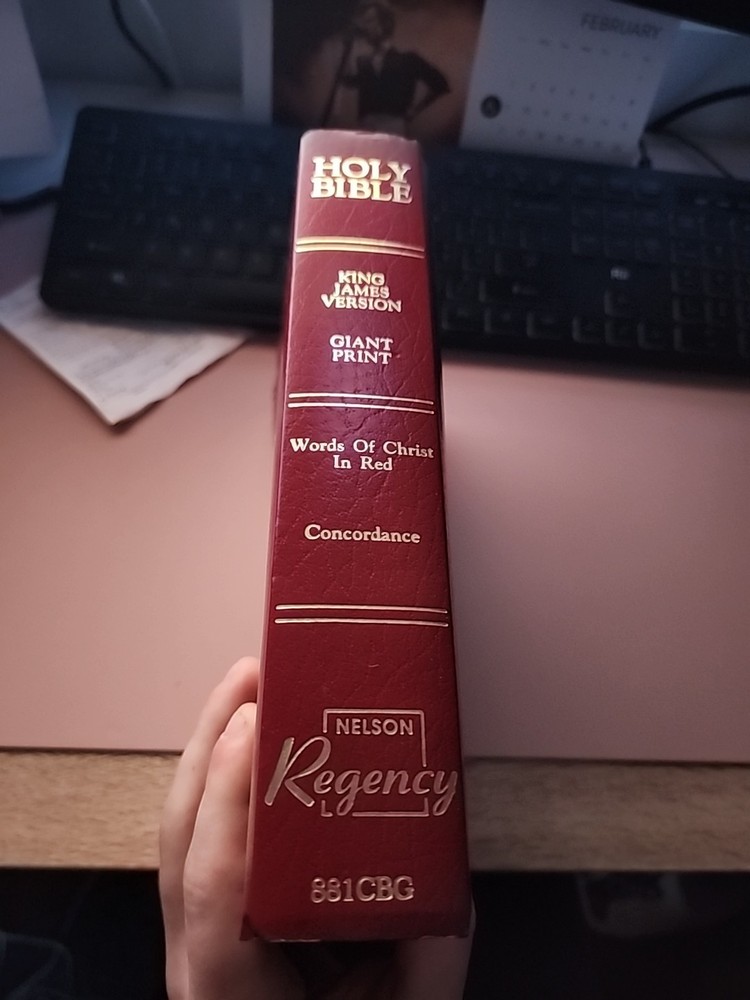 FEBRUARY
HOLY
BIBLE
KING
JAMES
VERSION
GIANT
PRINT
Words Of Christ
In Red
Concordance
NELSON
Regency
881CBG